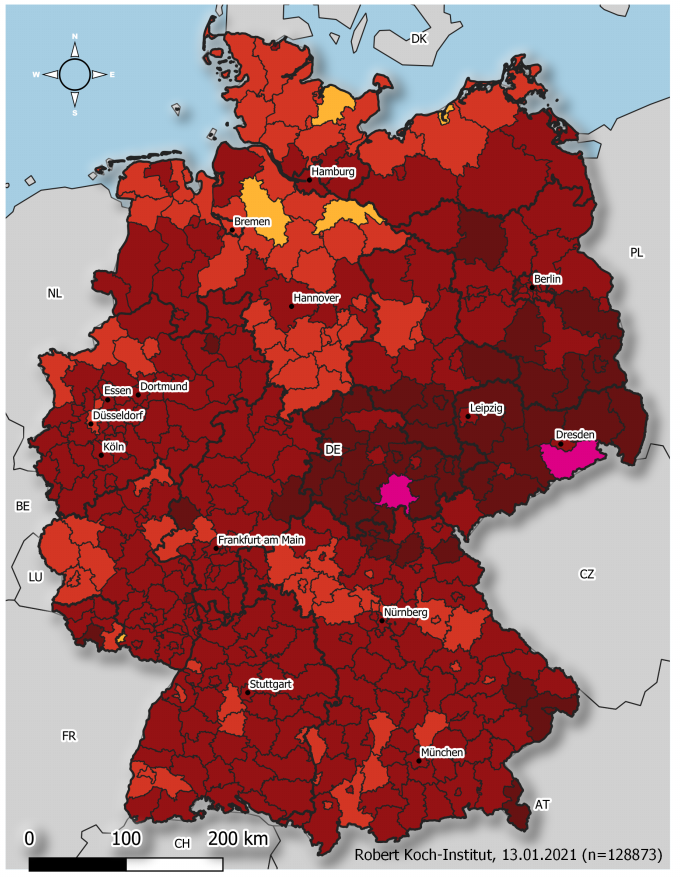 DK
N
W E
S
Hamburg
Bremen
PL
Berlin
NL
Hannover
Essen Dortmund
Düsseldorf
Leipzig
Dresden
Köln
DE
BE
Frankfurt am Main
LU
CZ
Nürnberg
Stuttgart
FR
München
AT
0 100 200 km
CH
Robert Koch-Institut, 13.01.2021 (n=128873)